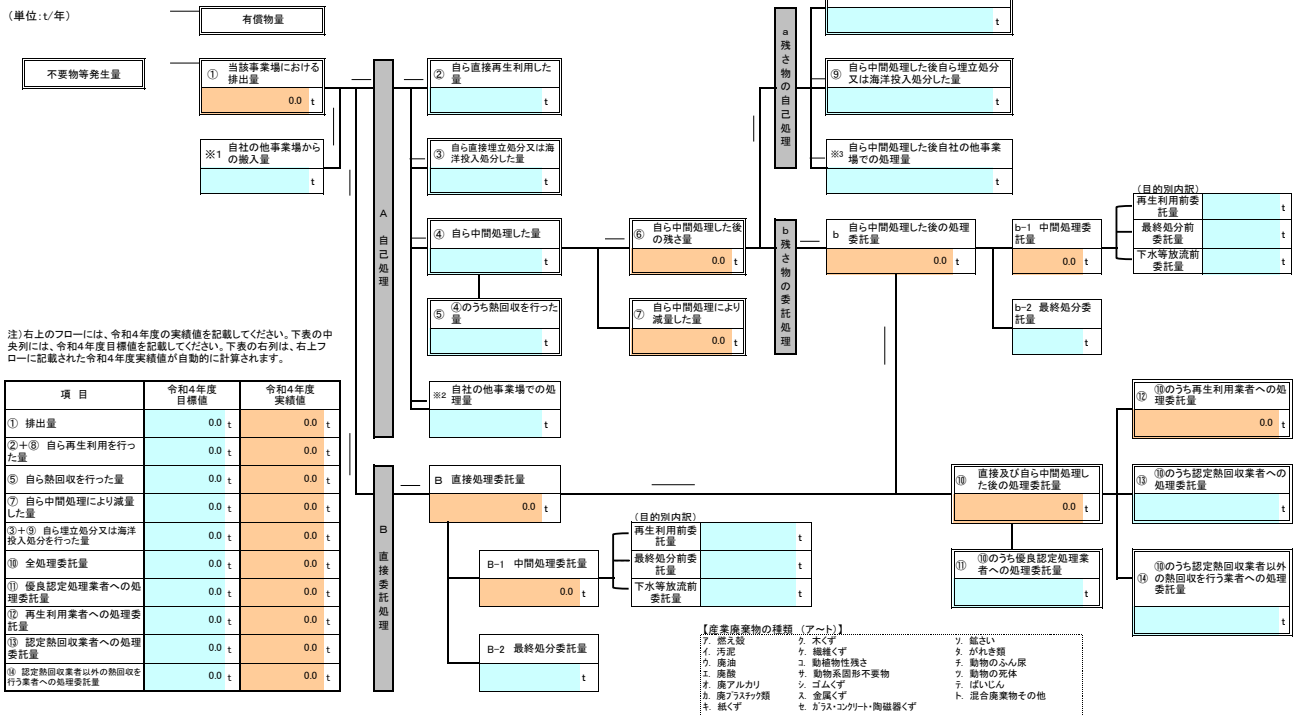 (単位:t/年)
有償物量
不要物等発生量
① 当該事業場における
排出量
0.0 t
※1 自社の他事業場から
の搬入量
t
A 自己処理
② 自ら直接再生利用した
量
t
③ 自ら直接埋立処分又は海
洋投入処分した量
t
④ 自ら中間処理した量
t
⑤ ④のうち熱回収を行った
量
t
※2 自社の他事業場での処
理量
t
⑥ 自ら中間処理した後
の残さ量
0.0 t
⑦ 自ら中間処理により
減量した量
0.0 t
a 残さ物の自己処理
t
⑨ 自ら中間処理した後自ら埋立処分
又は海洋投入処分した量
t
※3 自ら中間処理した後自社の他事業
場での処理量
t
b 残さ物の委託処理
b 自ら中間処理した後の処理
委託量
0.0 t
b-1 中間処理委
託量
0.0 t
(目的別内訳)
再生利用前委
託量 t
最終処分前
委託量 t
下水等放流前
委託量 t
b-2 最終処分委
託量
t
注)右上のフローには、令和4年度の実績値を記載してください。下表の中
央列には、令和4年度目標値を記載してください。下表の右列は、右上フ
ローに記載された令和4年度実績値が自動的に計算されます。
項 目 令和4年度
目標値 令和4年度
実績値
① 排出量 0.0 t 0.0 t
②+⑧ 自ら再生利用を行っ
た量 0.0 t 0.0 t
⑤ 自ら熱回収を行った量 0.0 t 0.0 t
⑦ 自ら中間処理により減量
した量 0.0 t 0.0 t
③+⑨ 自ら埋立処分又は海洋
投入処分を行った量 0.0 t 0.0 t
⑩ 全処理委託量 0.0 t 0.0 t
⑪ 優良認定処理業者への処
理委託量 0.0 t 0.0 t
⑫ 再生利用業者への処理委
託量 0.0 t 0.0 t
⑬ 認定熱回収業者への処理
委託量 0.0 t 0.0 t
⑭ 認定熱回収業者以外の熱回収を
行う業者への処理委託量 0.0 t 0.0 t
B 直接委託処理
B 直接処理委託量
0.0 t
B-1 中間処理委託量
0.0 t
(目的別内訳)
再生利用前委
託量 t
最終処分前委
託量 t
下水等放流前
委託量 t
B-2 最終処分委託量
t
⑩ 直接及び自ら中間処理し
た後の処理委託量
0.0 t
⑪ ⑩のうち優良認定処理業
者への処理委託量
t
⑫ ⑩のうち再生利用業者への処
理委託量
0.0 t
⑬ ⑩のうち認定熱回収業者への
処理委託量
t
⑭ ⑩のうち認定熱回収業者以外
の熱回収を行う業者への処理
委託量
t
【産業廃棄物の種類 (ア~ト)】
ア. 燃え殻 ク. 木くず ソ. 鉱さい
イ. 汚泥 ケ. 繊維くず タ. がれき類
ウ. 廃油 コ. 動植物性残さ チ. 動物のふん尿
エ. 廃酸 サ. 動物系固形不要物 ツ. 動物の死体
オ. 廃アルカリ シ. ゴムくず テ. ばいじん
カ. 廃プラスチック類 ス. 金属くず ト. 混合廃棄物その他
キ. 紙くず セ. ガラス・コンクリート・陶磁器くず